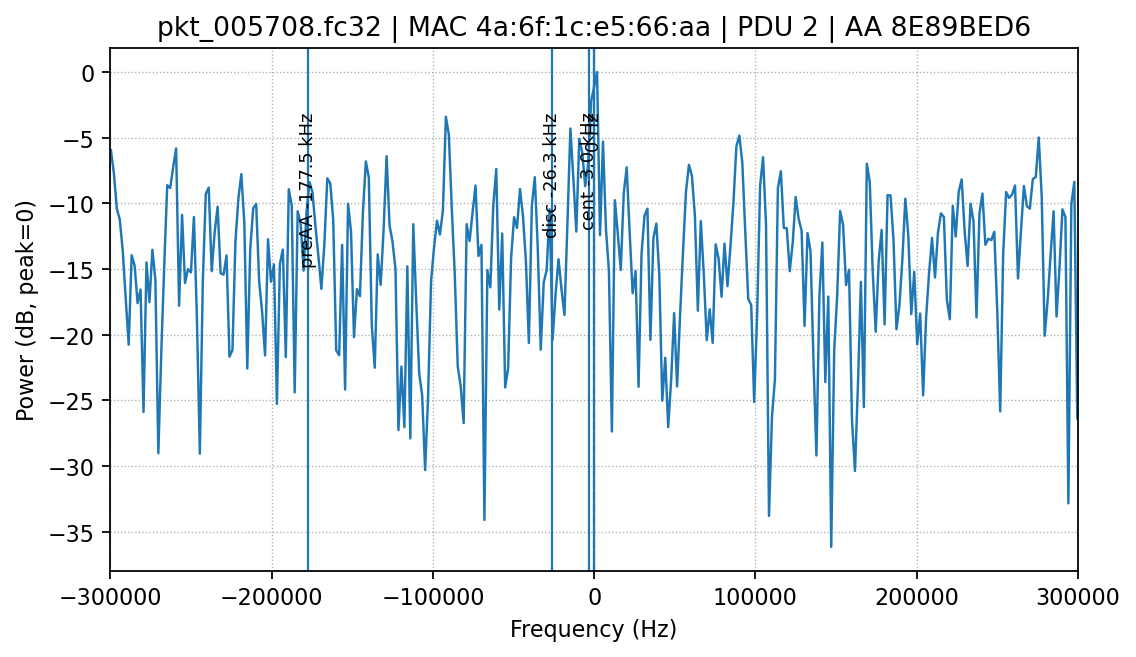 pkt_005708.fc32 | MAC 4a:6f:1c:e5:66:aa | PDU 2 | AA 8E89BED6
Power (dB, peak=0)
0
−5
−10
−15
−20
−25
−30
−35
preAA -177.5 kHz
disc -26.3 kHz
cent -3.0 kHz
−300000
−200000
−100000
0
100000
200000
300000
Frequency (Hz)